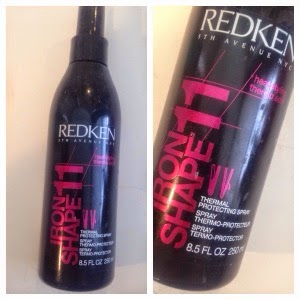 REDKEN
5TH AVENUE NYC
IRON
SHAPE 11
THERMAL
PROTECTING SPRAY
SPRAY
THERMO-PROTECTEUR
SPRAY
TERMO-PROTECTOR
8.5 FL OZ 250 ml
REDKEN
5TH AVENUE NYC
IRON
SHAPE 11
THERMAL
PROTECTING SPRAY
SPRAY
THERMO-PROTECTEUR
SPRAY
TERMO-PROTECTOR
8.5 FL OZ 250 ml